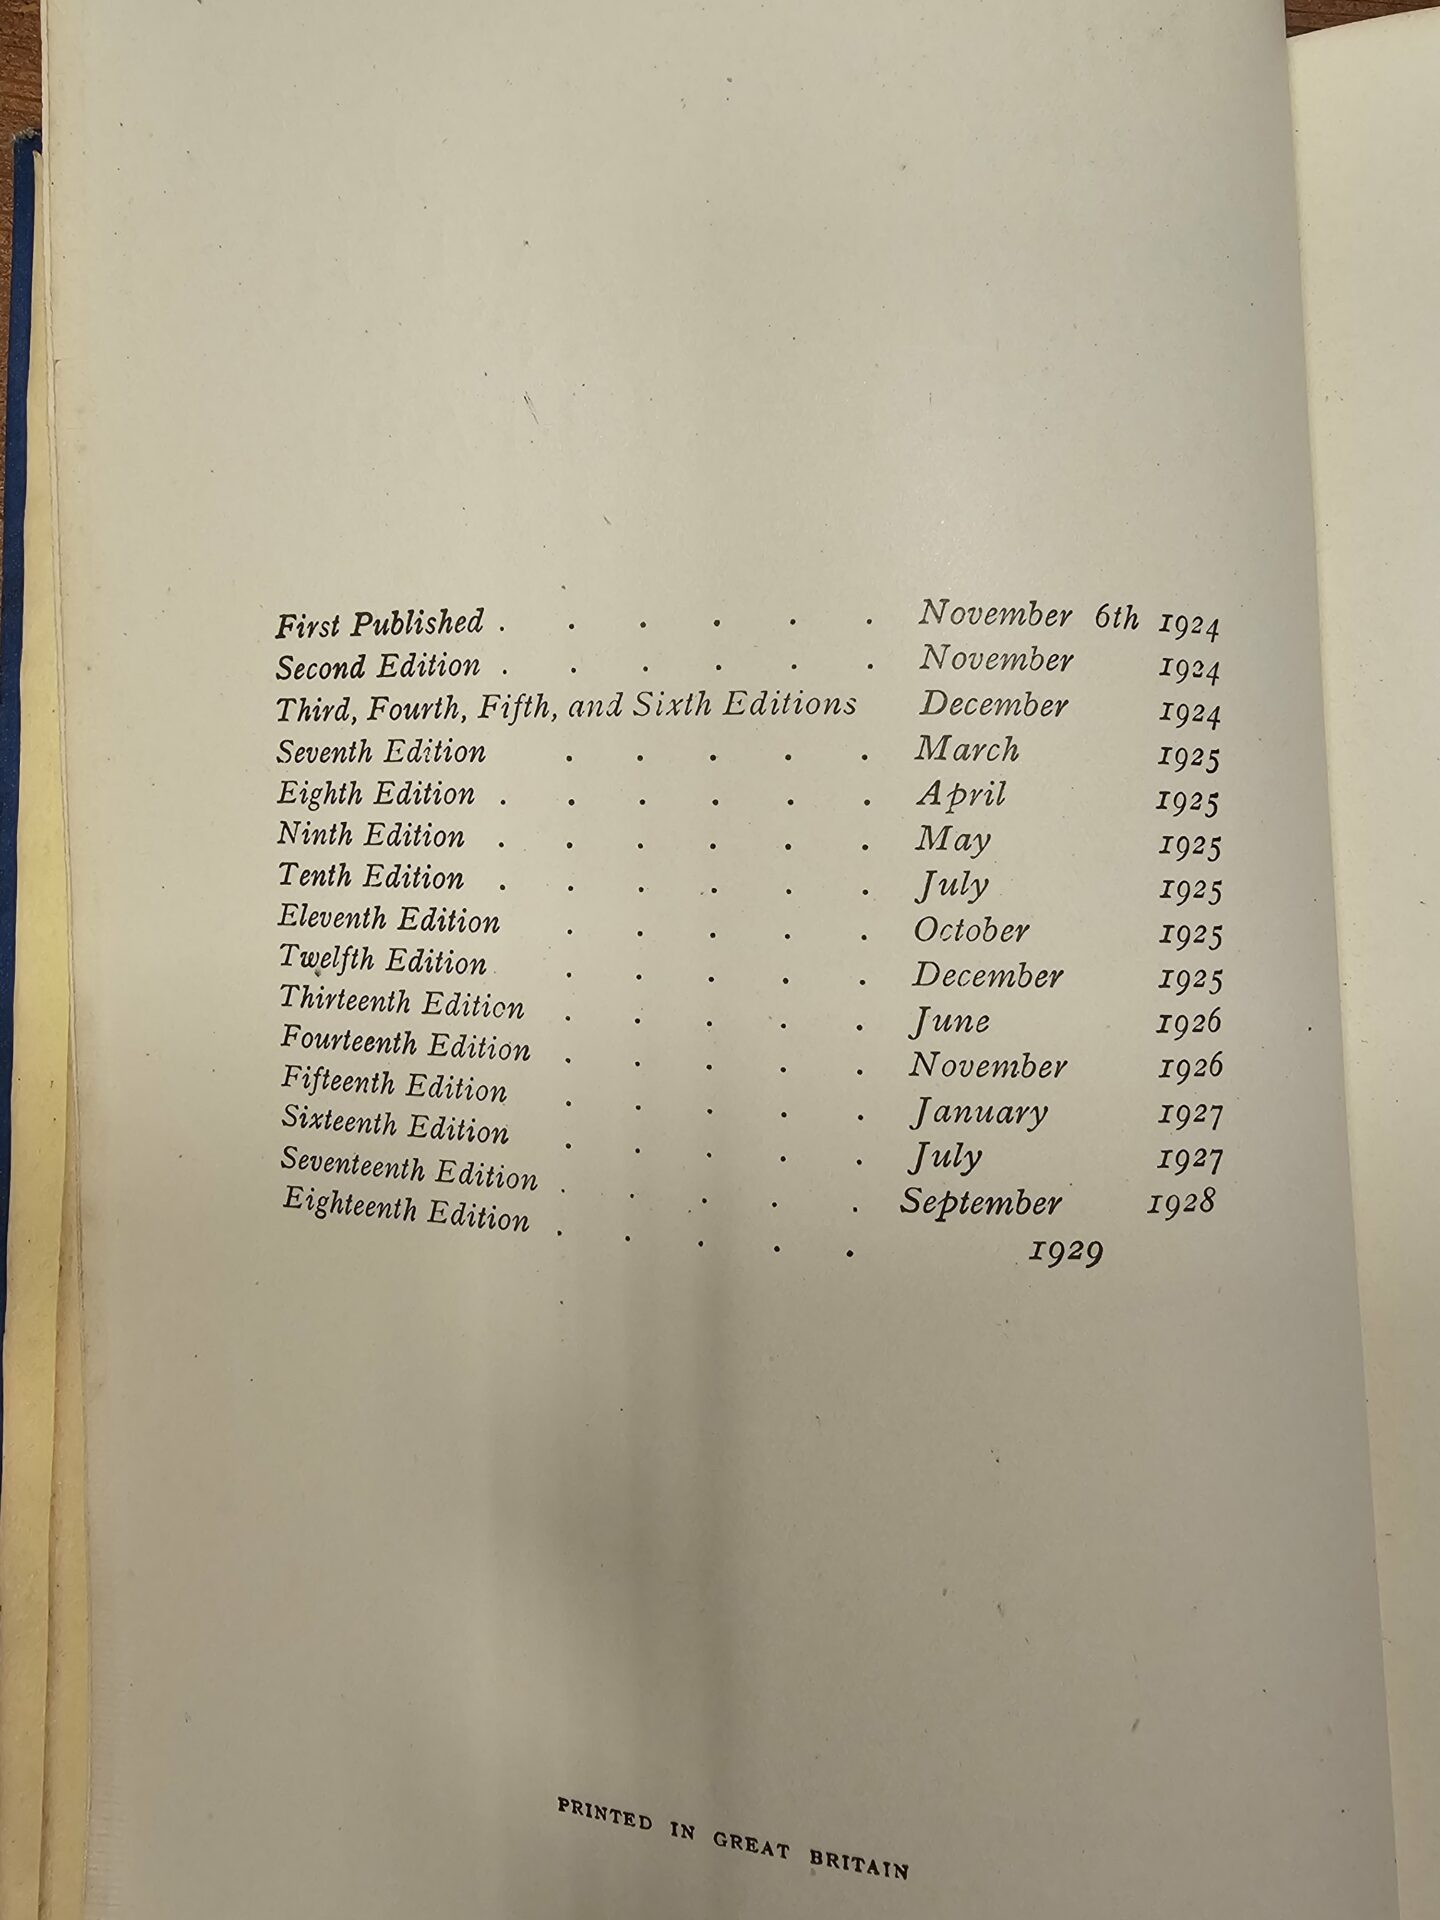 First Published . . . . . . November 6th 1924
Second Edition . . . . . . November 1924
Third, Fourth, Fifth, and Sixth Editions December 1924
Seventh Edition . . . . . March 1925
Eighth Edition . . . . . . April 1925
Ninth Edition . . . . . . May 1925
Tenth Edition . . . . . . July 1925
Eleventh Edition . . . . . October 1925
Twelfth Edition . . . . . December 1925
Thirteenth Edition . . . . . June 1926
Fourteenth Edition . . . . . November 1926
Fifteenth Edition . . . . . January 1927
Sixteenth Edition . . . . . July 1927
Seventeenth Edition . . . . . September 1928
Eighteenth Edition . . . . . 1929
PRINTED IN GREAT BRITAIN